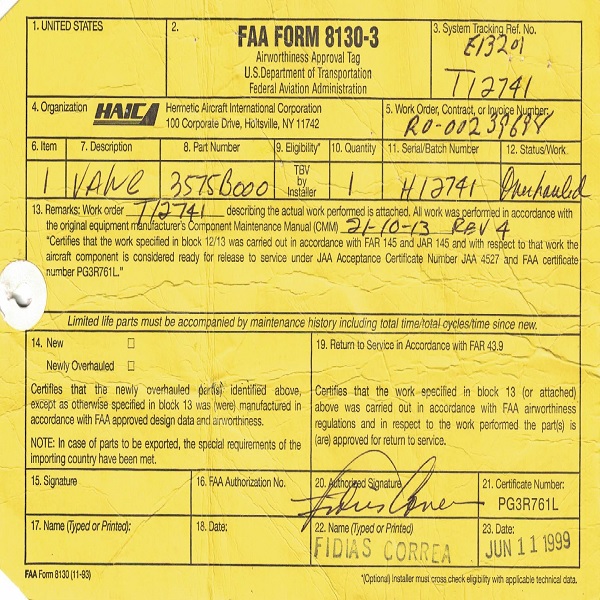 1. UNITED STATES
2.
FAA FORM 8130-3
Airworthiness Approval Tag
U.S.Department of Transportation
Federal Aviation Administration
3. System Tracking Ref. No.
E13201
T12741
4. Organization
HAIC
Hermetic Aircraft International Corporation
100 Corporate Drive, Holtsville, NY 11742
5. Work Order, Contract, or Invoice Number:
RO-00239698
6. Item 7. Description 8. Part Number 9. Eligibility* 10. Quantity 11. Serial/Batch Number 12. Status/Work
1 VANE 3575B000 TBV by Installer 1 H12741 Overhauled
13. Remarks: Work order T12741 describing the actual work performed is attached. All work was performed in accordance with
the original equipment manufacturer's Component Maintenance Manual (CMM) 21-10-13 REV 4
"Certifies that the work specified in block 12/13 was carried out in accordance with FAR 145 and JAR 145 and with respect to that work the
aircraft component is considered ready for release to service under JAA Acceptance Certificate Number JAA 4527 and FAA certificate
number PG3R761L."
Limited life parts must be accompanied by maintenance history including total time/total cycles/time since new.
14. New
Newly Overhauled
Certifies that the newly overhauled part(s) identified above,
except as otherwise specified in block 13 was (were) manufactured in
accordance with FAA approved design data and airworthiness.
NOTE: In case of parts to be exported, the special requirements of the
importing country have been met.
19. Return to Service in Accordance with FAR 43.9
Certifies that the work specified in block 13 (or attached)
above was carried out in accordance with FAA airworthiness
regulations and in respect to the work performed the part(s) is
(are) approved for return to service.
15. Signature
16. FAA Authorization No.
20. Authorized Signature
Fidias Correa
21. Certificate Number:
PG3R761L
17. Name (Typed or Printed):
18. Date:
22. Name (Typed or Printed)
FIDIAS CORREA
23. Date:
JUN 11 1999
FAA Form 8130 (11-93)
*(Optional) Installer must cross check eligibility with applicable technical data.